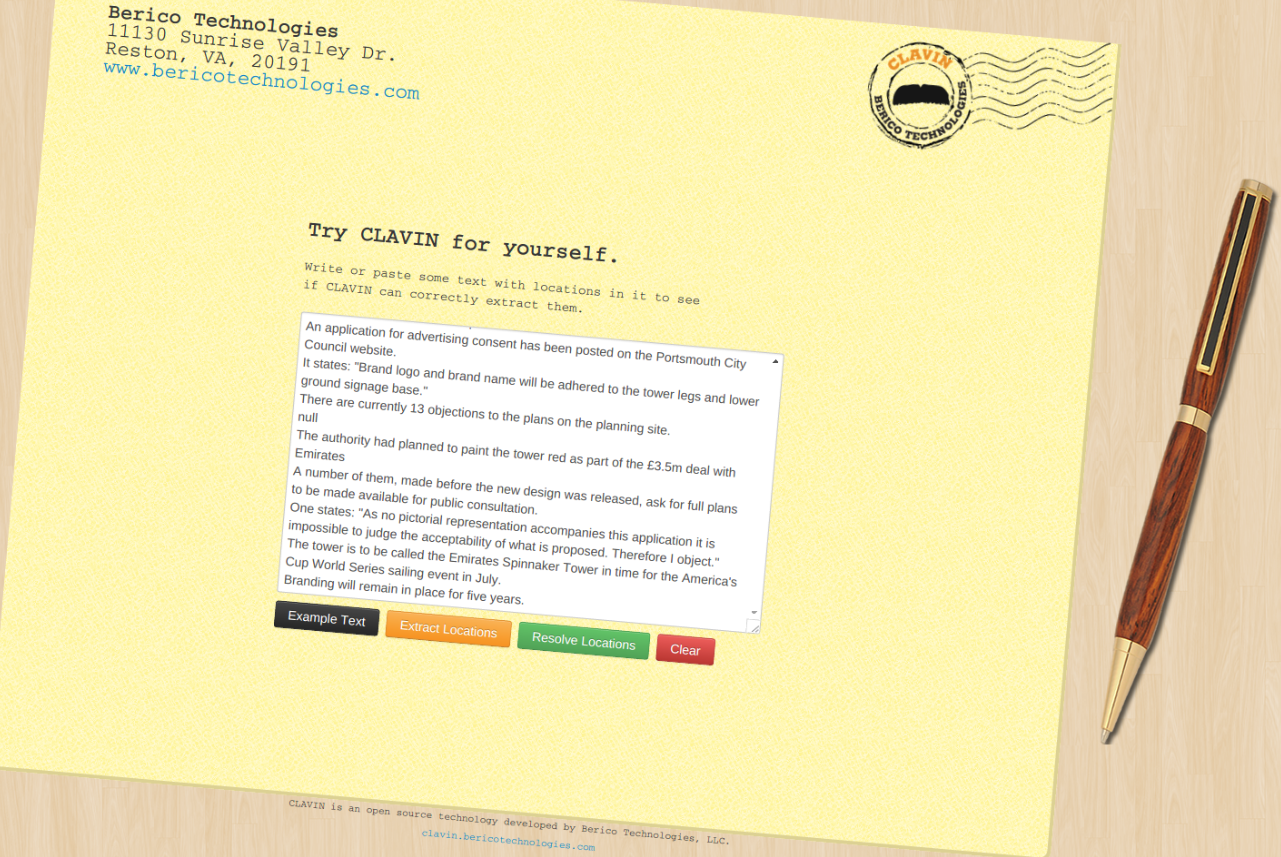 Berico Technologies
11130 Sunrise Valley Dr.
Reston, VA, 20191
www.bericotechnologies.com
CLAVIN
BERICO TECHNOLOGIES
Try CLAVIN for yourself.
Write or paste some text with locations in it to see
if CLAVIN can correctly extract them.
An application for advertising consent has been posted on the Portsmouth City
Council website.
It states: "Brand logo and brand name will be adhered to the tower legs and lower
ground signage base."
There are currently 13 objections to the plans on the planning site.
null
The authority had planned to paint the tower red as part of the £3.5m deal with
Emirates
A number of them, made before the new design was released, ask for full plans
to be made available for public consultation.
One states: "As no pictorial representation accompanies this application it is
impossible to judge the acceptability of what is proposed. Therefore I object."
The tower is to be called the Emirates Spinnaker Tower in time for the America's
Cup World Series sailing event in July.
Branding will remain in place for five years.
Example Text
Extract Locations
Resolve Locations
Clear
CLAVIN is an open source technology developed by Berico Technologies, LLC.
clavin.bericotechnologies.com